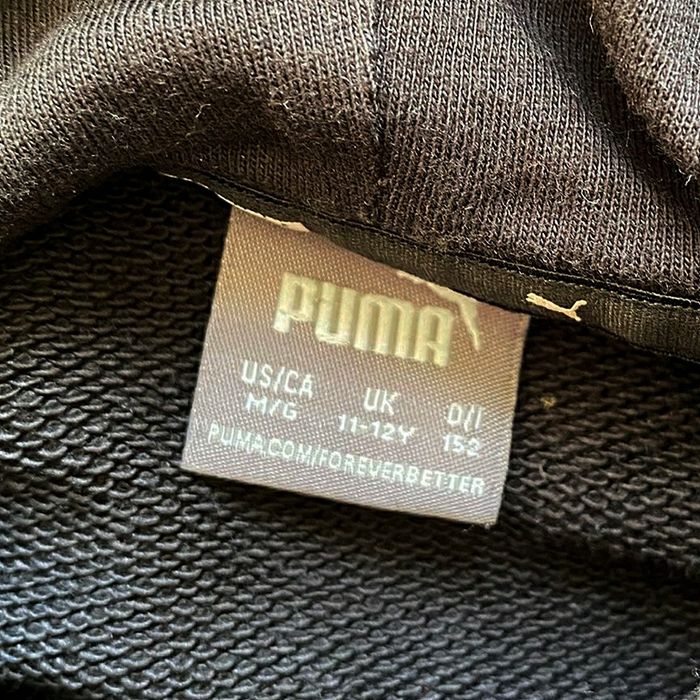 PUMA
US/CA UK D/I
M/G 11-12Y 152
PUMA.COM/FOREVERBETTER